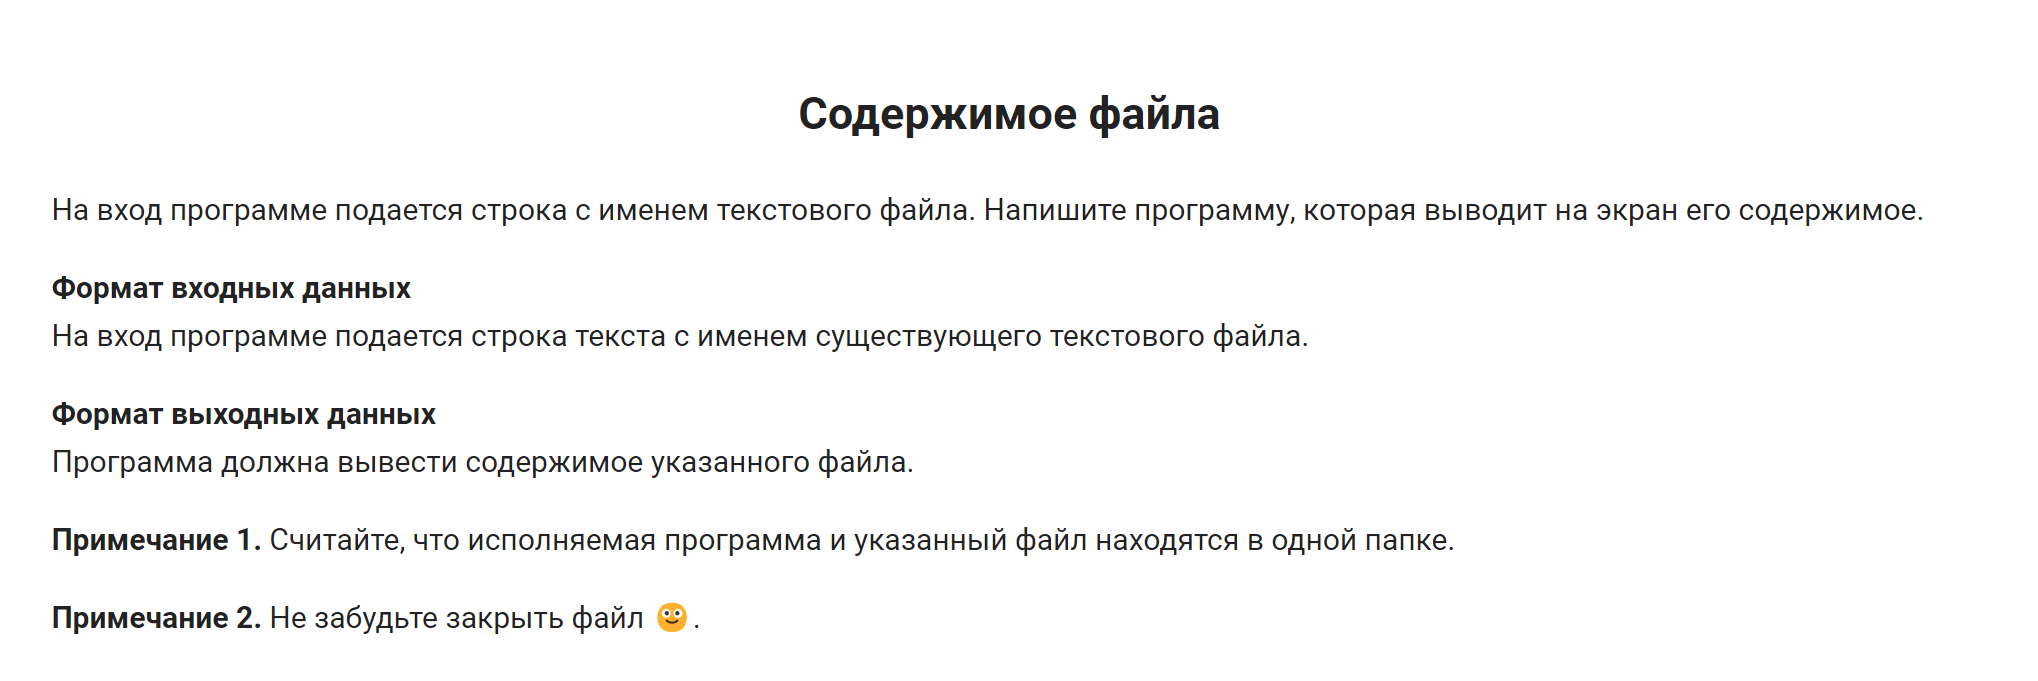 Содержимое файла
На вход программе подается строка с именем текстового файла. Напишите программу, которая выводит на экран его содержимое.
Формат входных данных
На вход программе подается строка текста с именем существующего текстового файла.
Формат выходных данных
Программа должна вывести содержимое указанного файла.
Примечание 1. Считайте, что исполняемая программа и указанный файл находятся в одной папке.
Примечание 2. Не забудьте закрыть файл 🙂.